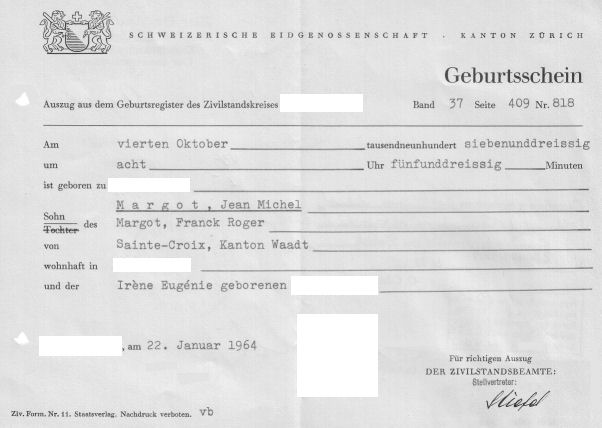 SCHWEIZERISCHE EIDGENOSSENSCHAFT · KANTON ZÜRICH
Geburtsschein
Auszug aus dem Geburtsregister des Zivilstandskreises Band 37 Seite 409 Nr. 818
Am vierten Oktober tausendneunhundert siebenunddreissig
um acht Uhr fünfunddreissig Minuten
ist geboren zu
Margot, Jean Michel
Sohn
Tochter des Margot, Franck Roger
von Sainte-Croix, Kanton Waadt
wohnhaft in
und der Irène Eugénie geborenen
, am 22. Januar 1964
Für richtigen Auszug
DER ZIVILSTANDSBEAMTE:
Stellvertreter:
Ziv. Form. Nr. 11. Staatsverlag. Nachdruck verboten. vb